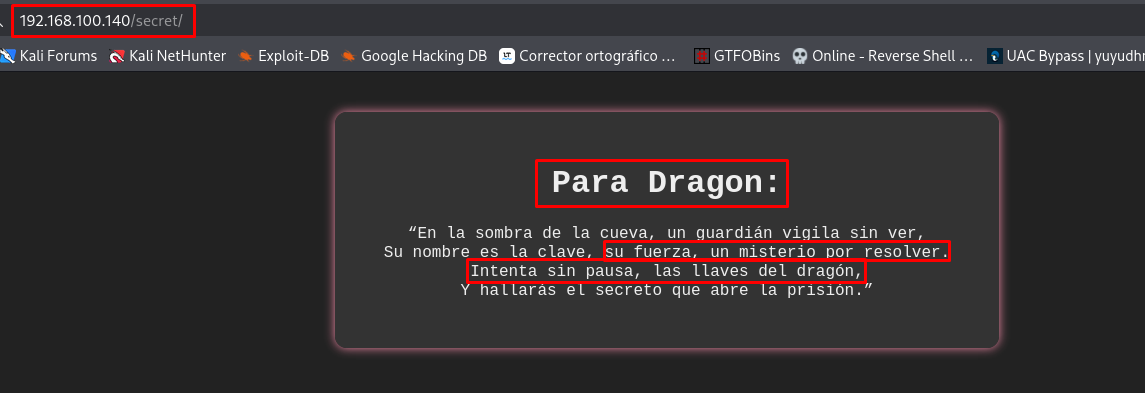 192.168.100.140/secret/
Kali Forums Kali NetHunter Exploit-DB Google Hacking DB Corrector ortográfico … GTFOBins Online - Reverse Shell … UAC Bypass | yuyudhr
Para Dragon:
“En la sombra de la cueva, un guardián vigila sin ver,
Su nombre es la clave, su fuerza, un misterio por resolver.
Intenta sin pausa, las llaves del dragón,
Y hallarás el secreto que abre la prisión.”